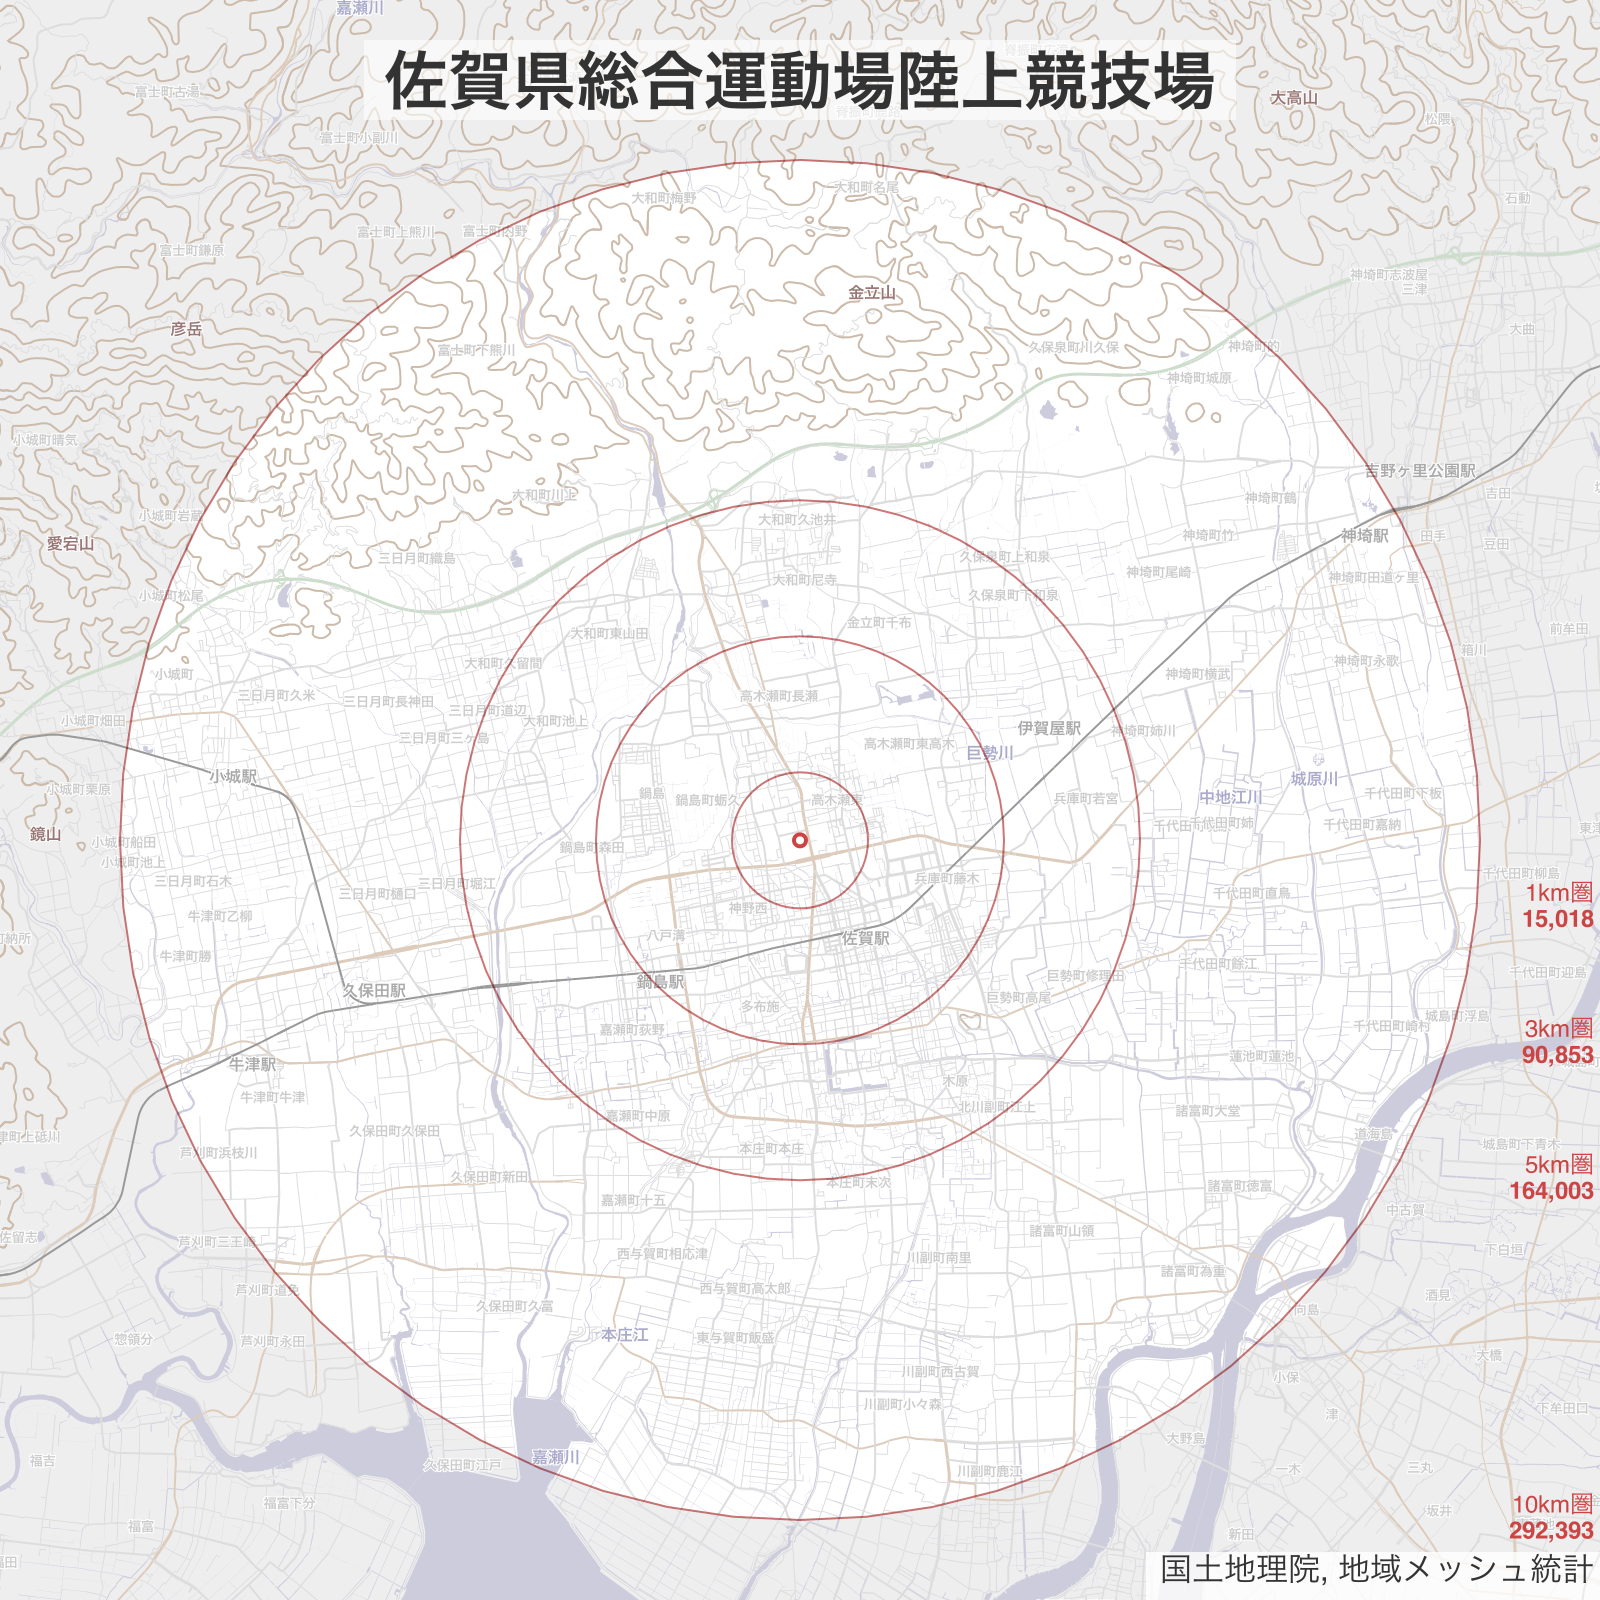 嘉瀬川
佐賀県総合運動場陸上競技場
富士町古湯
大高山
松隈
富士町小副川
大和町梅野
大和町名尾
石動
富士町上熊川
富士町内野
富士町鎌原
神埼町志波屋
三津
金立山
彦岳
大曲
富士町下熊川
久保泉町川久保
神埼町的
神埼町城原
小城町晴気
吉野ヶ里公園駅
大和町川上
神埼町鶴
吉田
小城町岩蔵
大和町久池井
愛宕山
神埼町竹
神埼駅
田手
豆田
三日月町織島
久保泉町上和泉
大和町尼寺
神埼町尾崎
神埼町田道ヶ里
小城町松尾
久保泉町下和泉
大和町東山田
金立町千布
前牟田
箱川
大和町久留間
神埼町永歌
小城町
神埼町横武
三日月町久米
三日月町長神田
高木瀬町長瀬
三日月町道辺
小城町畑田
大和町池上
伊賀屋駅
神埼町姉川
三日月町三ヶ島
高木瀬町東高木
巨勢川
小城駅
城原川
小城町栗原
鍋島
鍋島町蛎久
高木瀬東
兵庫町若宮
中地江川
千代田町下板
鏡山
千代田町姉
千代田町嘉納
小城町船田
鍋島町森田
小城町池上
千代田町柳島
三日月町石木
三日月町樋口
三日月町堀江
兵庫町藤木
千代田町直鳥
1km圏
15,018
牛津町乙柳
神野西
八戸溝
佐賀駅
牛津町勝
千代田町餘江
千代田町迎島
久保田町
鍋島駅
巨勢町修理田
久保田駅
巨勢町高尾
多布施
城島町浮島
嘉瀬町荻野
千代田町崎村
3km圏
90,853
牛津駅
蓮池町蓮池
木原
牛津町牛津
嘉瀬町中原
北川副町江上
諸富町大堂
久保田町久保田
道海島
城島町下青木
芦刈町浜枝川
本庄町本庄
5km圏
164,003
久保田町新田
本庄町末次
諸富町徳富
嘉瀬町十五
中古賀
諸富町山領
佐留志
芦刈町三王崎
西与賀町相応津
川副町南里
下白垣
諸富町為重
芦刈町道免
西与賀町高太郎
酒見
久保田町久富
向島
惣領分
芦刈町永田
本庄江
東与賀町飯盛
大橋
川副町西古賀
小保
川副町小々森
下牟田口
津
大野島
嘉瀬川
久保田町江戸
福吉
川副町鹿江
一木
三丸
福富下分
10km圏
292,393
坂井
福富
新田
国土地理院, 地域メッシュ統計